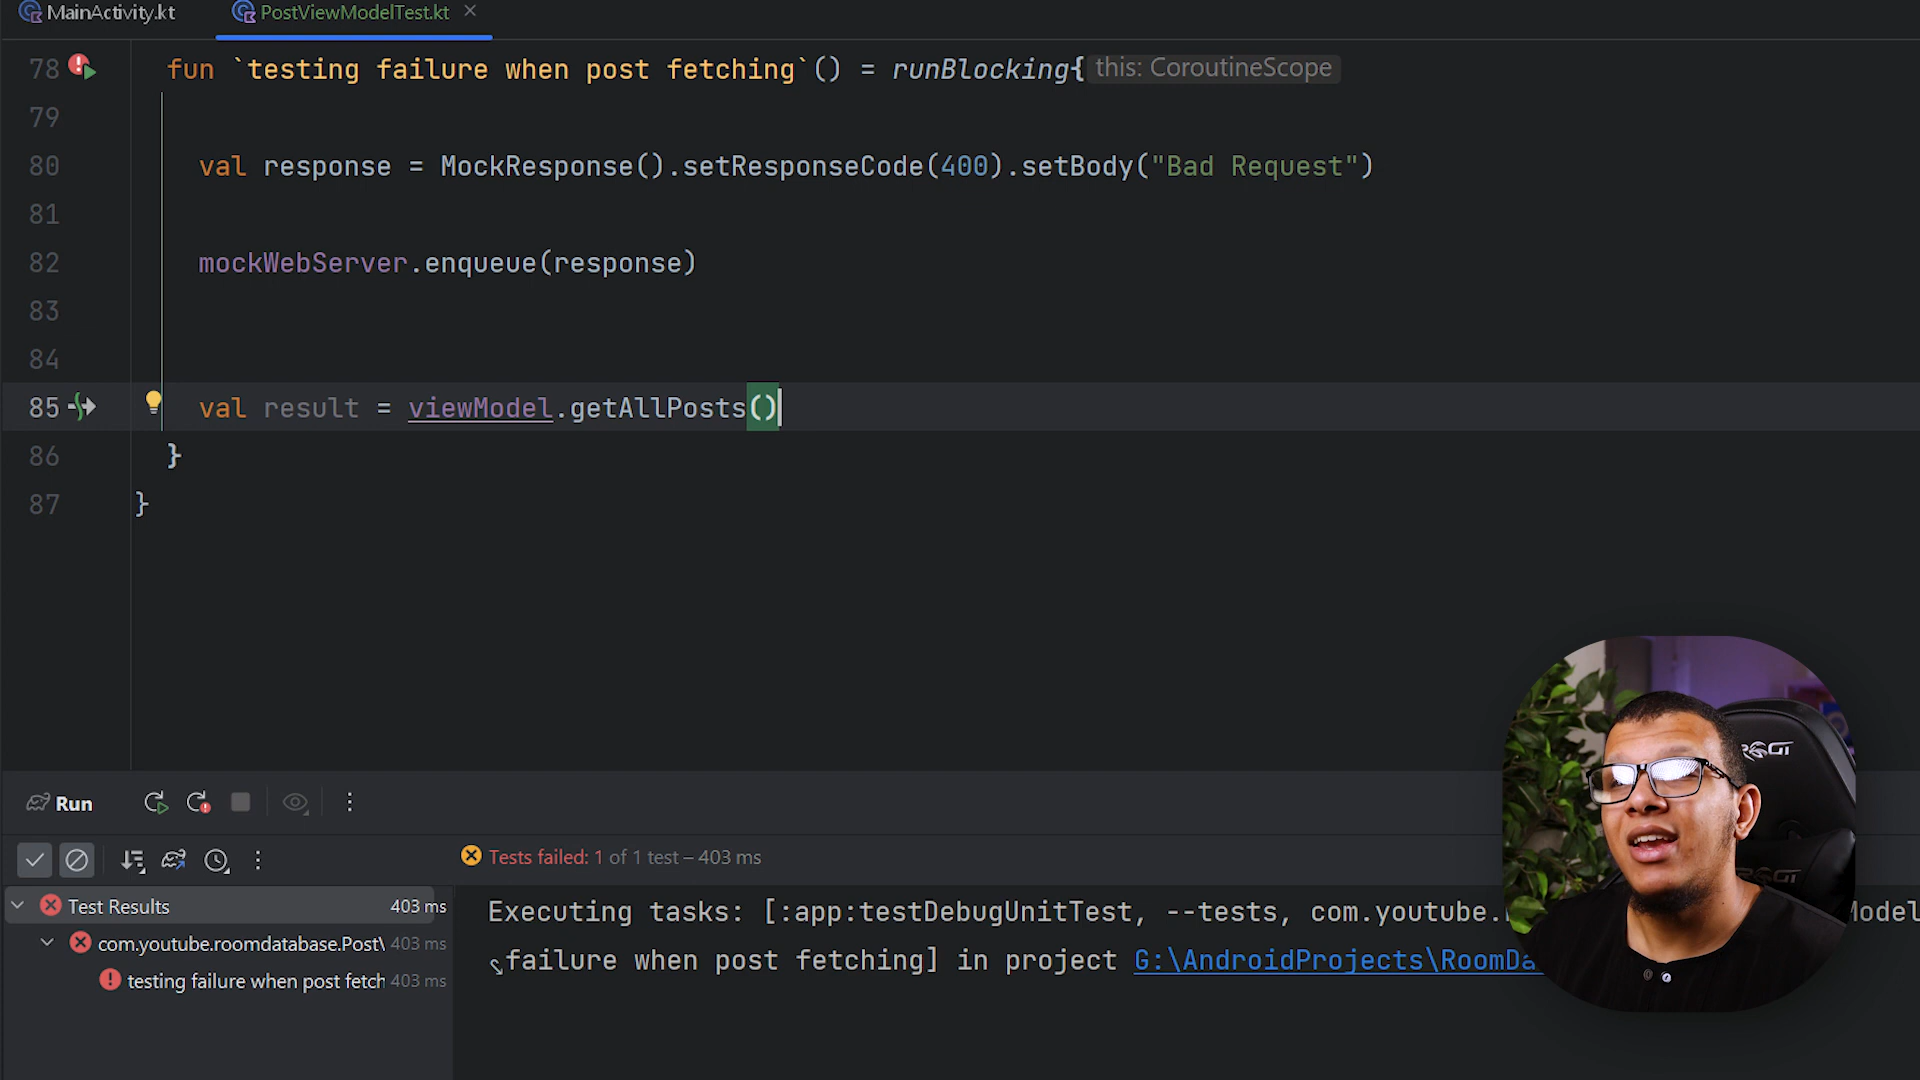 MainActivity.kt
PostViewModelTest.kt
78 fun `testing failure when post fetching`() = runBlocking{ this: CoroutineScope
79
80 val response = MockResponse().setResponseCode(400).setBody("Bad Request")
81
82 mockWebServer.enqueue(response)
83
84
85 val result = viewModel.getAllPosts()
86 }
87 }
Run
Tests failed: 1 of 1 test – 403 ms
Test Results 403 ms
com.youtube.roomdatabase.Post 403 ms
testing failure when post fetch 403 ms
Executing tasks: [:app:testDebugUnitTest, --tests, com.youtube. Model
failure when post fetching] in project G:\AndroidProjects\RoomDa